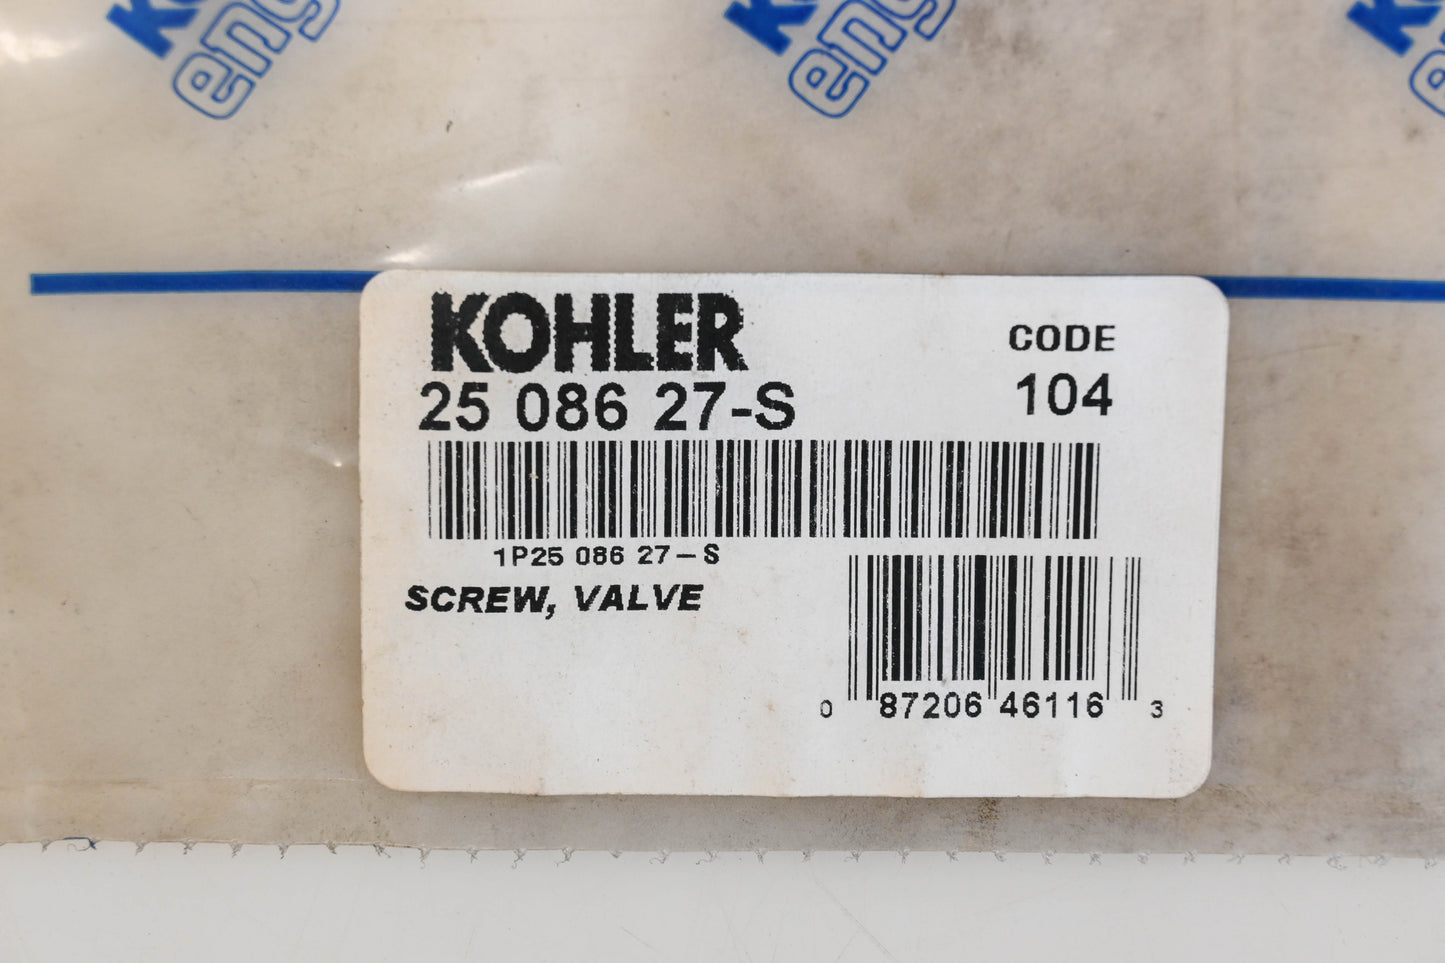 KOHLER
25 086 27-S
CODE
104
1P25 086 27-S
SCREW, VALVE
0 87206 46116 3